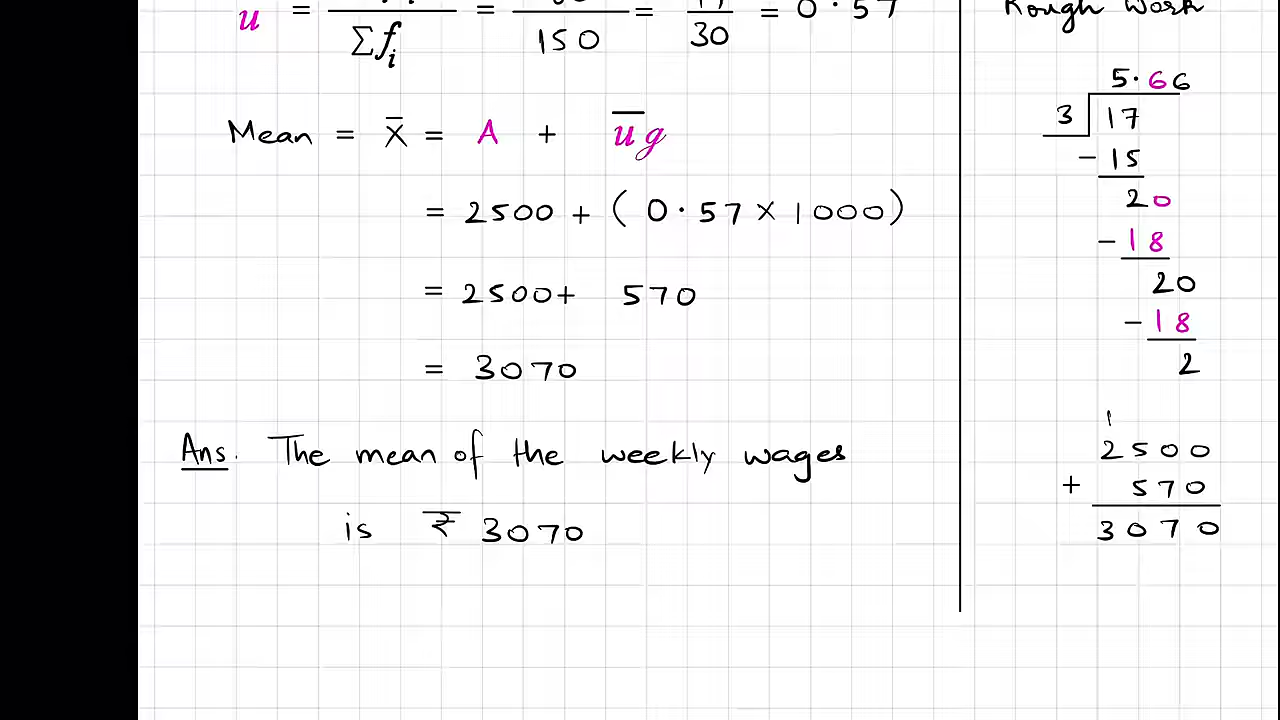 u = Σfᵢ = 150 = 30 = 0.57
Mean = x̄ = A + ūg
= 2500 + (0.57 × 1000)
= 2500 + 570
= 3070
Ans. The mean of the weekly wages
is ₹ 3070
Rough Work
5.66
3 17
- 15
20
- 18
20
- 18
2
1
2500
+ 570
3070